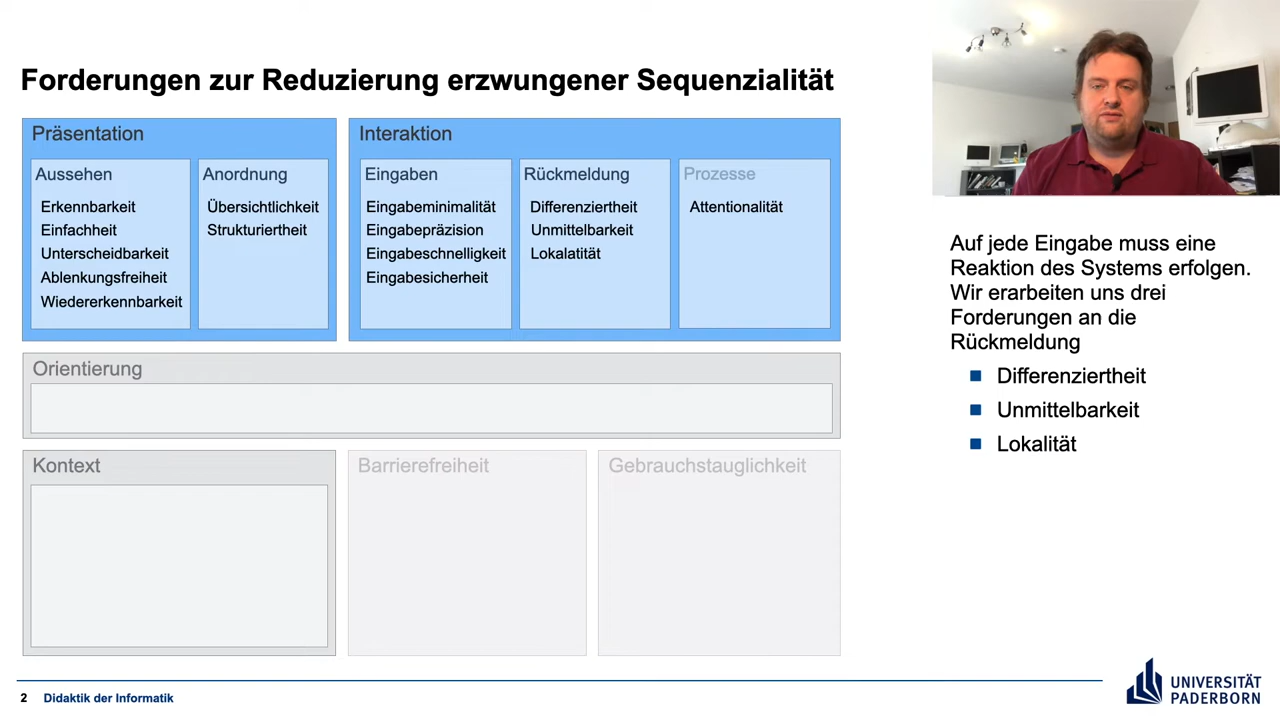 Forderungen zur Reduzierung erzwungener Sequenzialität
Präsentation
Aussehen
Erkennbarkeit
Einfachheit
Unterscheidbarkeit
Ablenkungsfreiheit
Wiedererkennbarkeit
Anordnung
Übersichtlichkeit
Strukturiertheit
Interaktion
Eingaben
Eingabeminimalität
Eingabepräzision
Eingabeschnelligkeit
Eingabesicherheit
Rückmeldung
Differenziertheit
Unmittelbarkeit
Lokalatität
Prozesse
Attentionalität
Orientierung
Kontext
Barrierefreiheit
Gebrauchstauglichkeit
Auf jede Eingabe muss eine
Reaktion des Systems erfolgen.
Wir erarbeiten uns drei
Forderungen an die
Rückmeldung
Differenziertheit
Unmittelbarkeit
Lokalität
2 Didaktik der Informatik
UNIVERSITÄT
PADERBORN